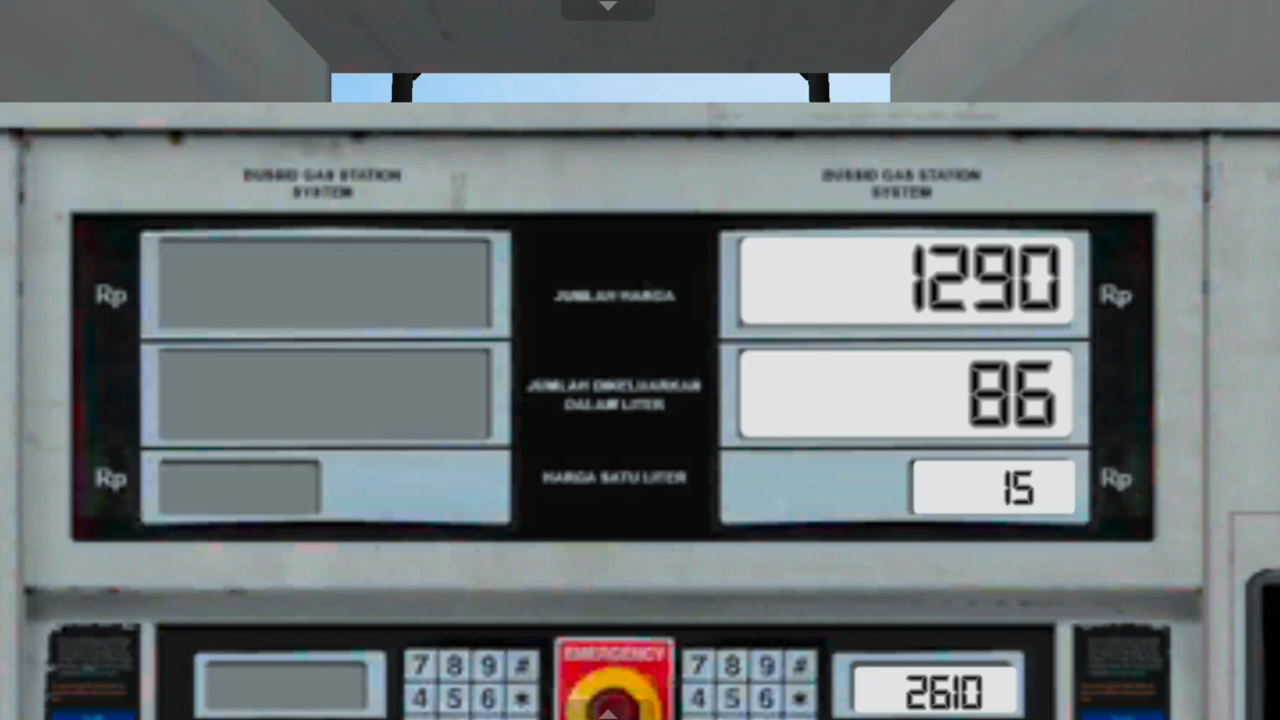 BUSSID GAS STATION
SYSTEM
BUSSID GAS STATION
SYSTEM
Rp
JUMLAH HARGA
1290
Rp
JUMLAH DIKELUARKAN
DALAM LITER
86
Rp
HARGA SATU LITER
15
Rp
7 8 9 #
4 5 6 *
EMERGENCY
7 8 9 #
4 5 6 *
2610